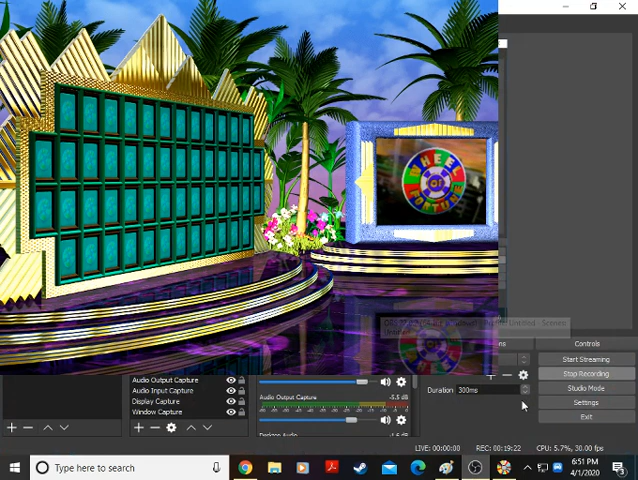 WHEEL
OF
FORTUNE
Controls
Start Streaming
Stop Recording
Duration 300ms
Studio Mode
Settings
Exit
Audio Output Capture
Audio Input Capture
Display Capture
Window Capture
Audio Output Capture
-5.5 dB
LIVE: 00:00:00
REC: 00:19:22
CPU: 5.7%, 30.00 fps
Type here to search
6:51 PM
4/1/2020
3